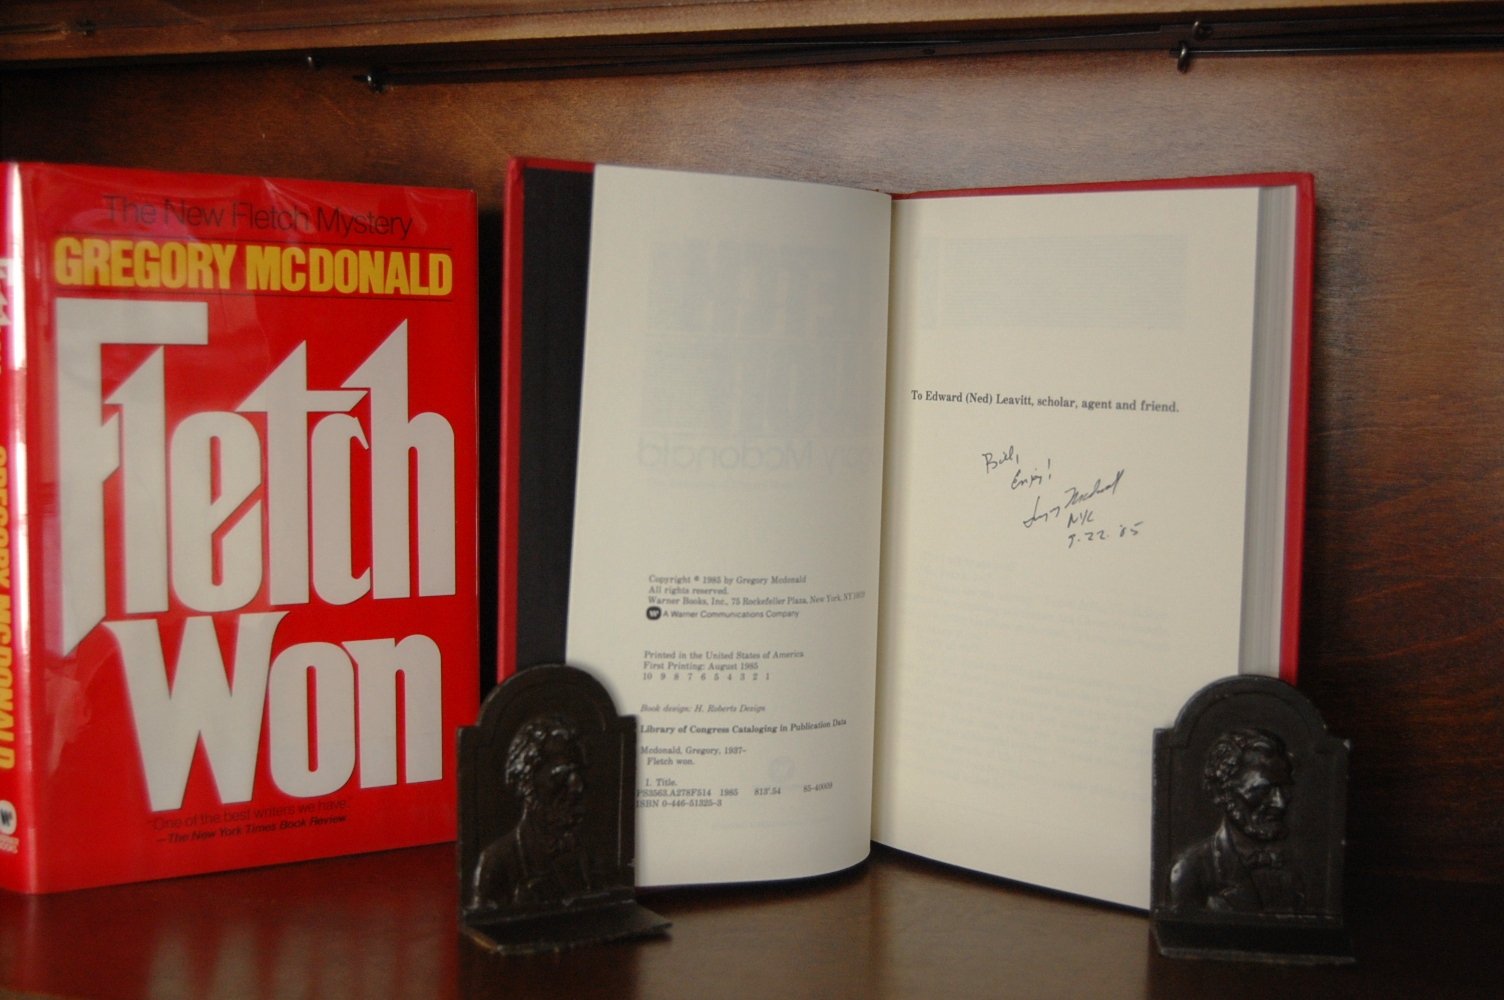 The New Fletch Mystery
GREGORY MCDONALD
Fletch
Won
"One of the best writers we have."
—The New York Times Book Review
GREGORY MCDONALD
Copyright © 1985 by Gregory Mcdonald
All rights reserved.
Warner Books, Inc., 75 Rockefeller Plaza, New York, NY 10019
A Warner Communications Company
Printed in the United States of America
First Printing: August 1985
10 9 8 7 6 5 4 3 2 1
Book design: H. Roberts Design
Library of Congress Cataloging in Publication Data
Mcdonald, Gregory, 1937–
Fletch won.
I. Title.
PS3563.A278F514 1985 813'.54 85-40009
ISBN 0-446-51325-3
To Edward (Ned) Leavitt, scholar, agent and friend.
Bill,
Enjoy!
Gregory Mcdonald
NYC
9.22.85